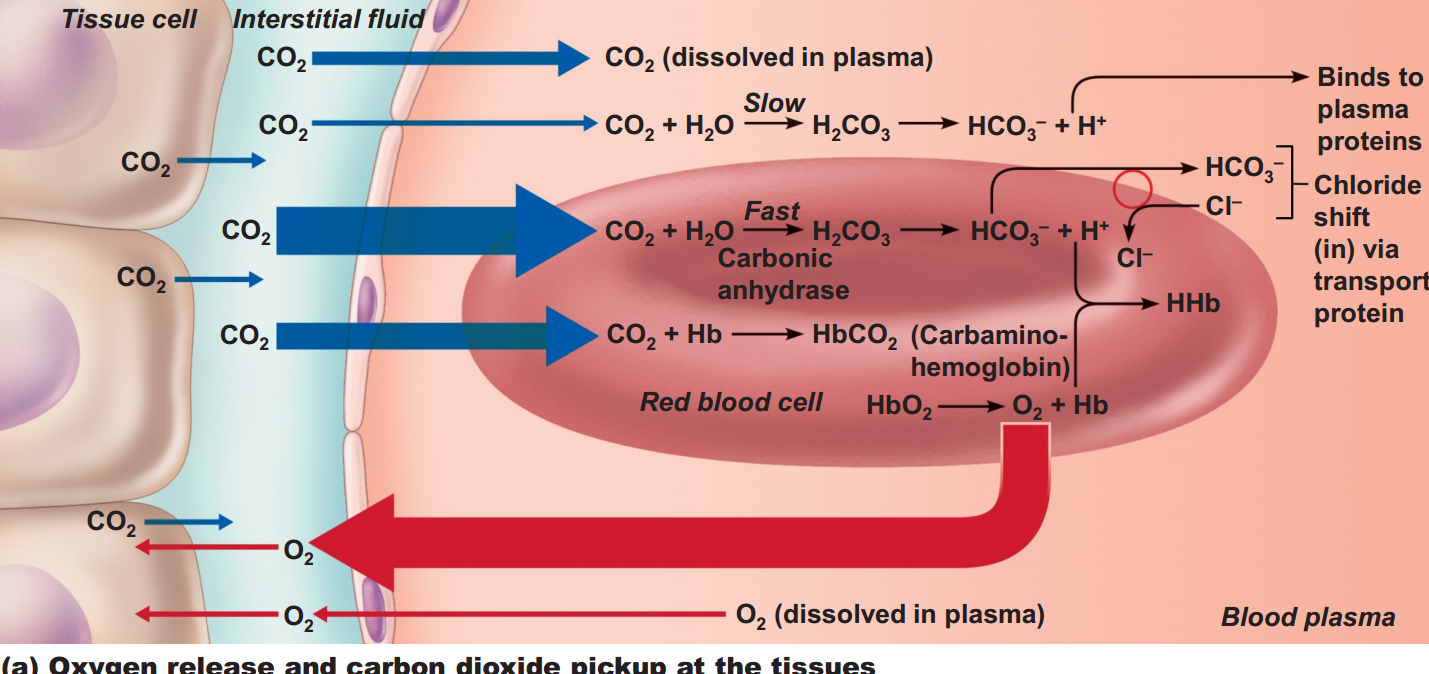 Tissue cell
Interstitial fluid
CO₂
CO₂ (dissolved in plasma)
CO₂
CO₂ + H₂O
Slow
H₂CO₃
HCO₃⁻ + H⁺
Binds to
plasma
proteins
CO₂
HCO₃⁻
Cl⁻
Chloride
shift
(in) via
transport
protein
CO₂
CO₂ + H₂O
Fast
Carbonic
anhydrase
H₂CO₃
HCO₃⁻ + H⁺
Cl⁻
CO₂
HHb
CO₂
CO₂ + Hb
HbCO₂ (Carbamino-
hemoglobin)
Red blood cell
HbO₂
O₂ + Hb
CO₂
O₂
O₂
O₂ (dissolved in plasma)
Blood plasma
(a) Oxygen release and carbon dioxide pickup at the tissues